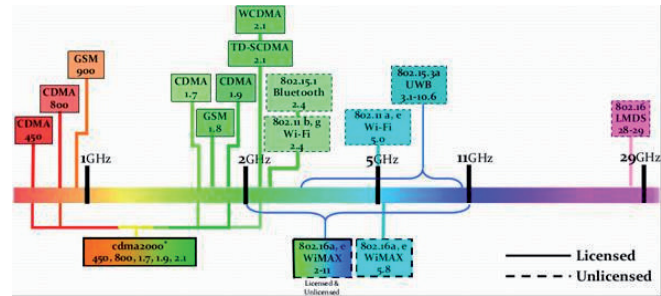 WCDMA
2.1
TD-SCDMA
2.1
GSM
900
CDMA
800
CDMA
450
CDMA
1.7
GSM
1.8
CDMA
1.9
802.15.1
Bluetooth
2.4
802.11 b, g
Wi-Fi
2.4
802.11 a, e
Wi-Fi
5.0
802.15.3a
UWB
3.1-10.6
802.16
LMDS
28-29
1GHz
2GHz
5GHz
11GHz
29GHz
cdma2000*
450, 800, 1.7, 1.9, 2.1
802.16a, e
WiMAX
2-11
Licensed &
Unlicensed
802.16a, e
WiMAX
5.8
Licensed
Unlicensed